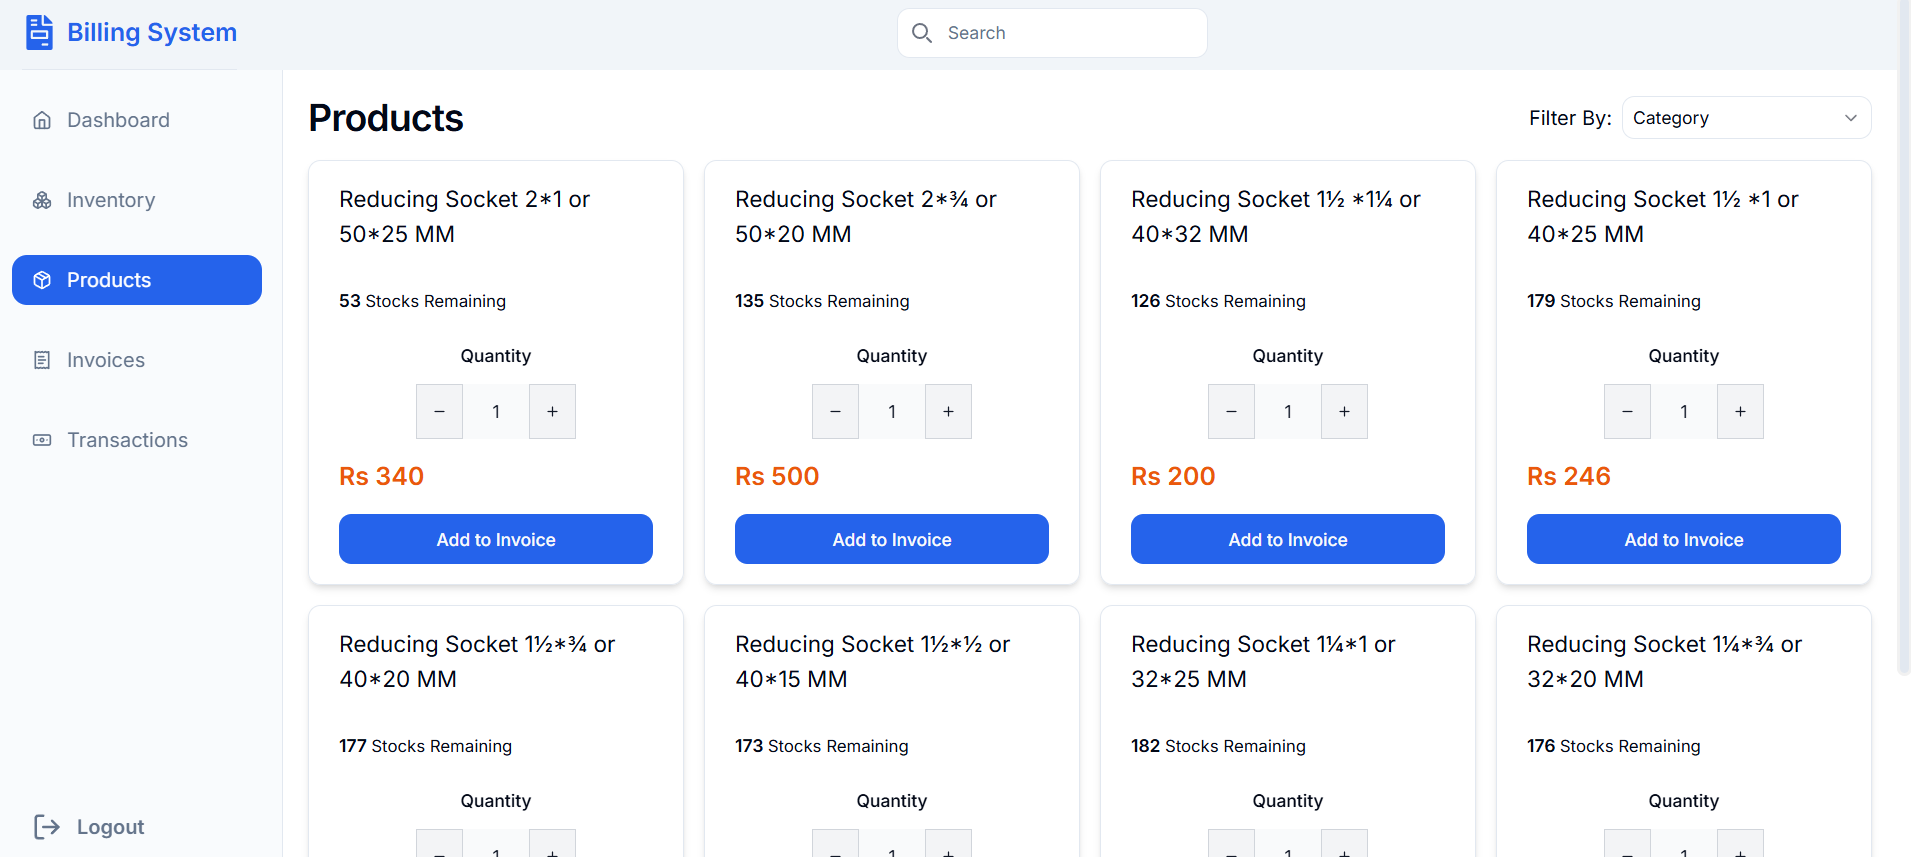 Billing System
Search
Dashboard
Inventory
Products
Invoices
Transactions
Logout
Products
Filter By:
Category
Reducing Socket 2*1 or
50*25 MM
53 Stocks Remaining
Quantity
− 1 +
Rs 340
Add to Invoice
Reducing Socket 2*¾ or
50*20 MM
135 Stocks Remaining
Quantity
− 1 +
Rs 500
Add to Invoice
Reducing Socket 1½ *1¼ or
40*32 MM
126 Stocks Remaining
Quantity
− 1 +
Rs 200
Add to Invoice
Reducing Socket 1½ *1 or
40*25 MM
179 Stocks Remaining
Quantity
− 1 +
Rs 246
Add to Invoice
Reducing Socket 1½*¾ or
40*20 MM
177 Stocks Remaining
Quantity
− 1 +
Reducing Socket 1½*½ or
40*15 MM
173 Stocks Remaining
Quantity
− 1 +
Reducing Socket 1¼*1 or
32*25 MM
182 Stocks Remaining
Quantity
− 1 +
Reducing Socket 1¼*¾ or
32*20 MM
176 Stocks Remaining
Quantity
− 1 +